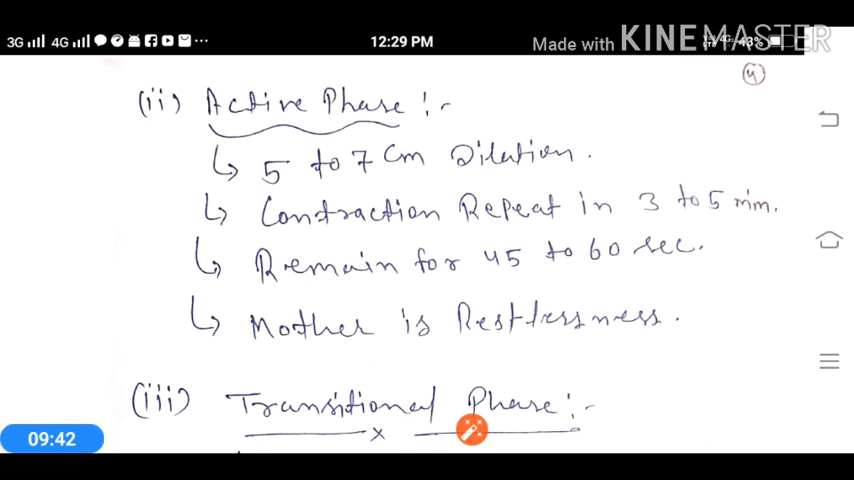 3G 4G 12:29 PM 43%
Made with KINEMASTER
4
(ii) Active Phase :-
↳ 5 to 7 cm Dilation.
↳ Contraction Repeat in 3 to 5 min.
↳ Remain for 45 to 60 sec.
↳ Mother is Restlessness.
(iii) Transitional Phase :-
09:42